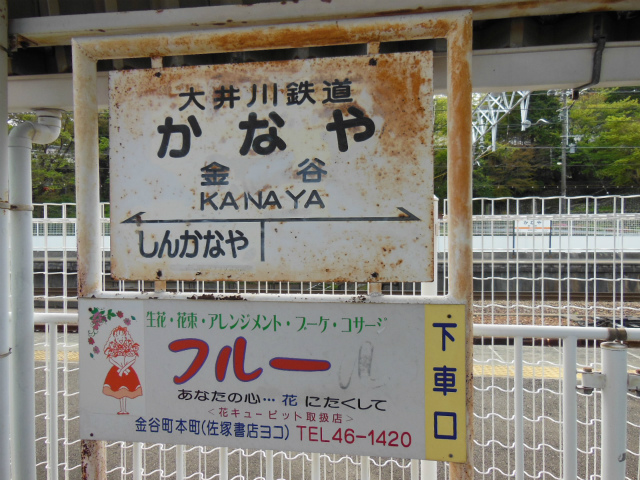 大井川鉄道
かなや
金谷
KANAYA
しんかなや
生花・花束・アレンジメント・ブーケ・コサージ
フルー
あなたの心…花にたくして
<花キューピット取扱店>
金谷町本町(佐塚書店ヨコ) TEL46-1420
下車口